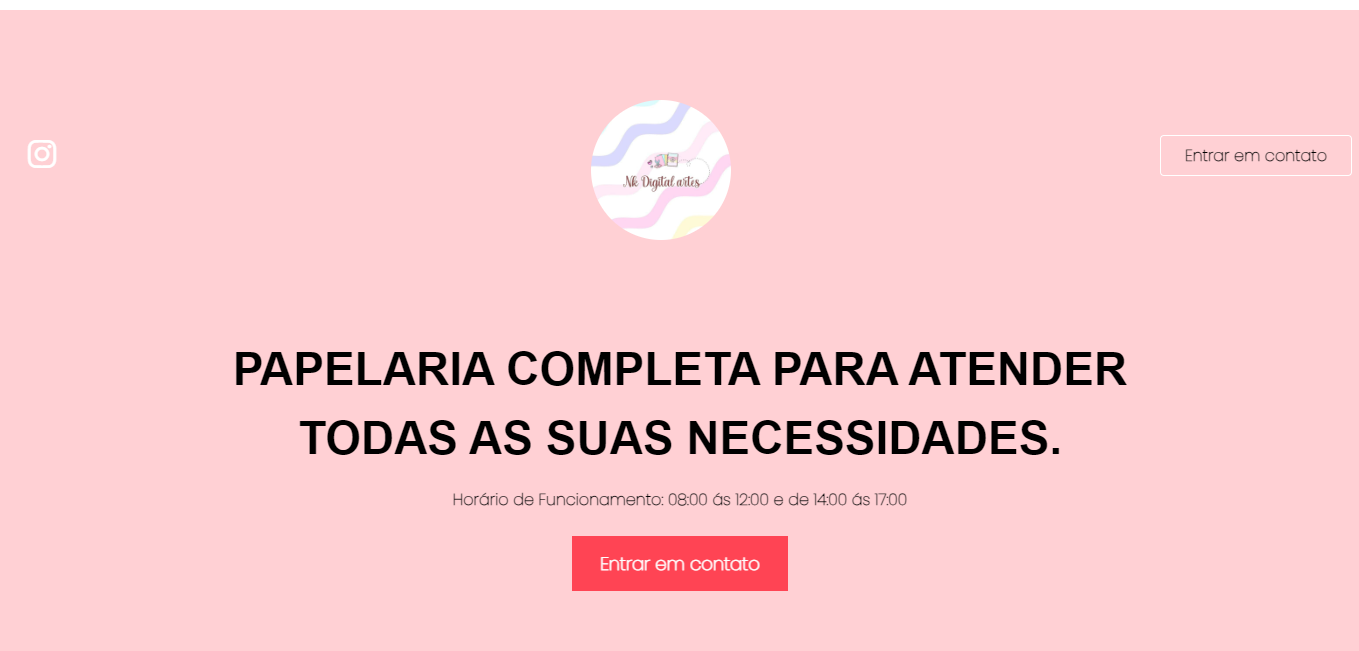 Nk Digital artes
Entrar em contato
PAPELARIA COMPLETA PARA ATENDER
TODAS AS SUAS NECESSIDADES.
Horário de Funcionamento: 08:00 ás 12:00 e de 14:00 ás 17:00
Entrar em contato